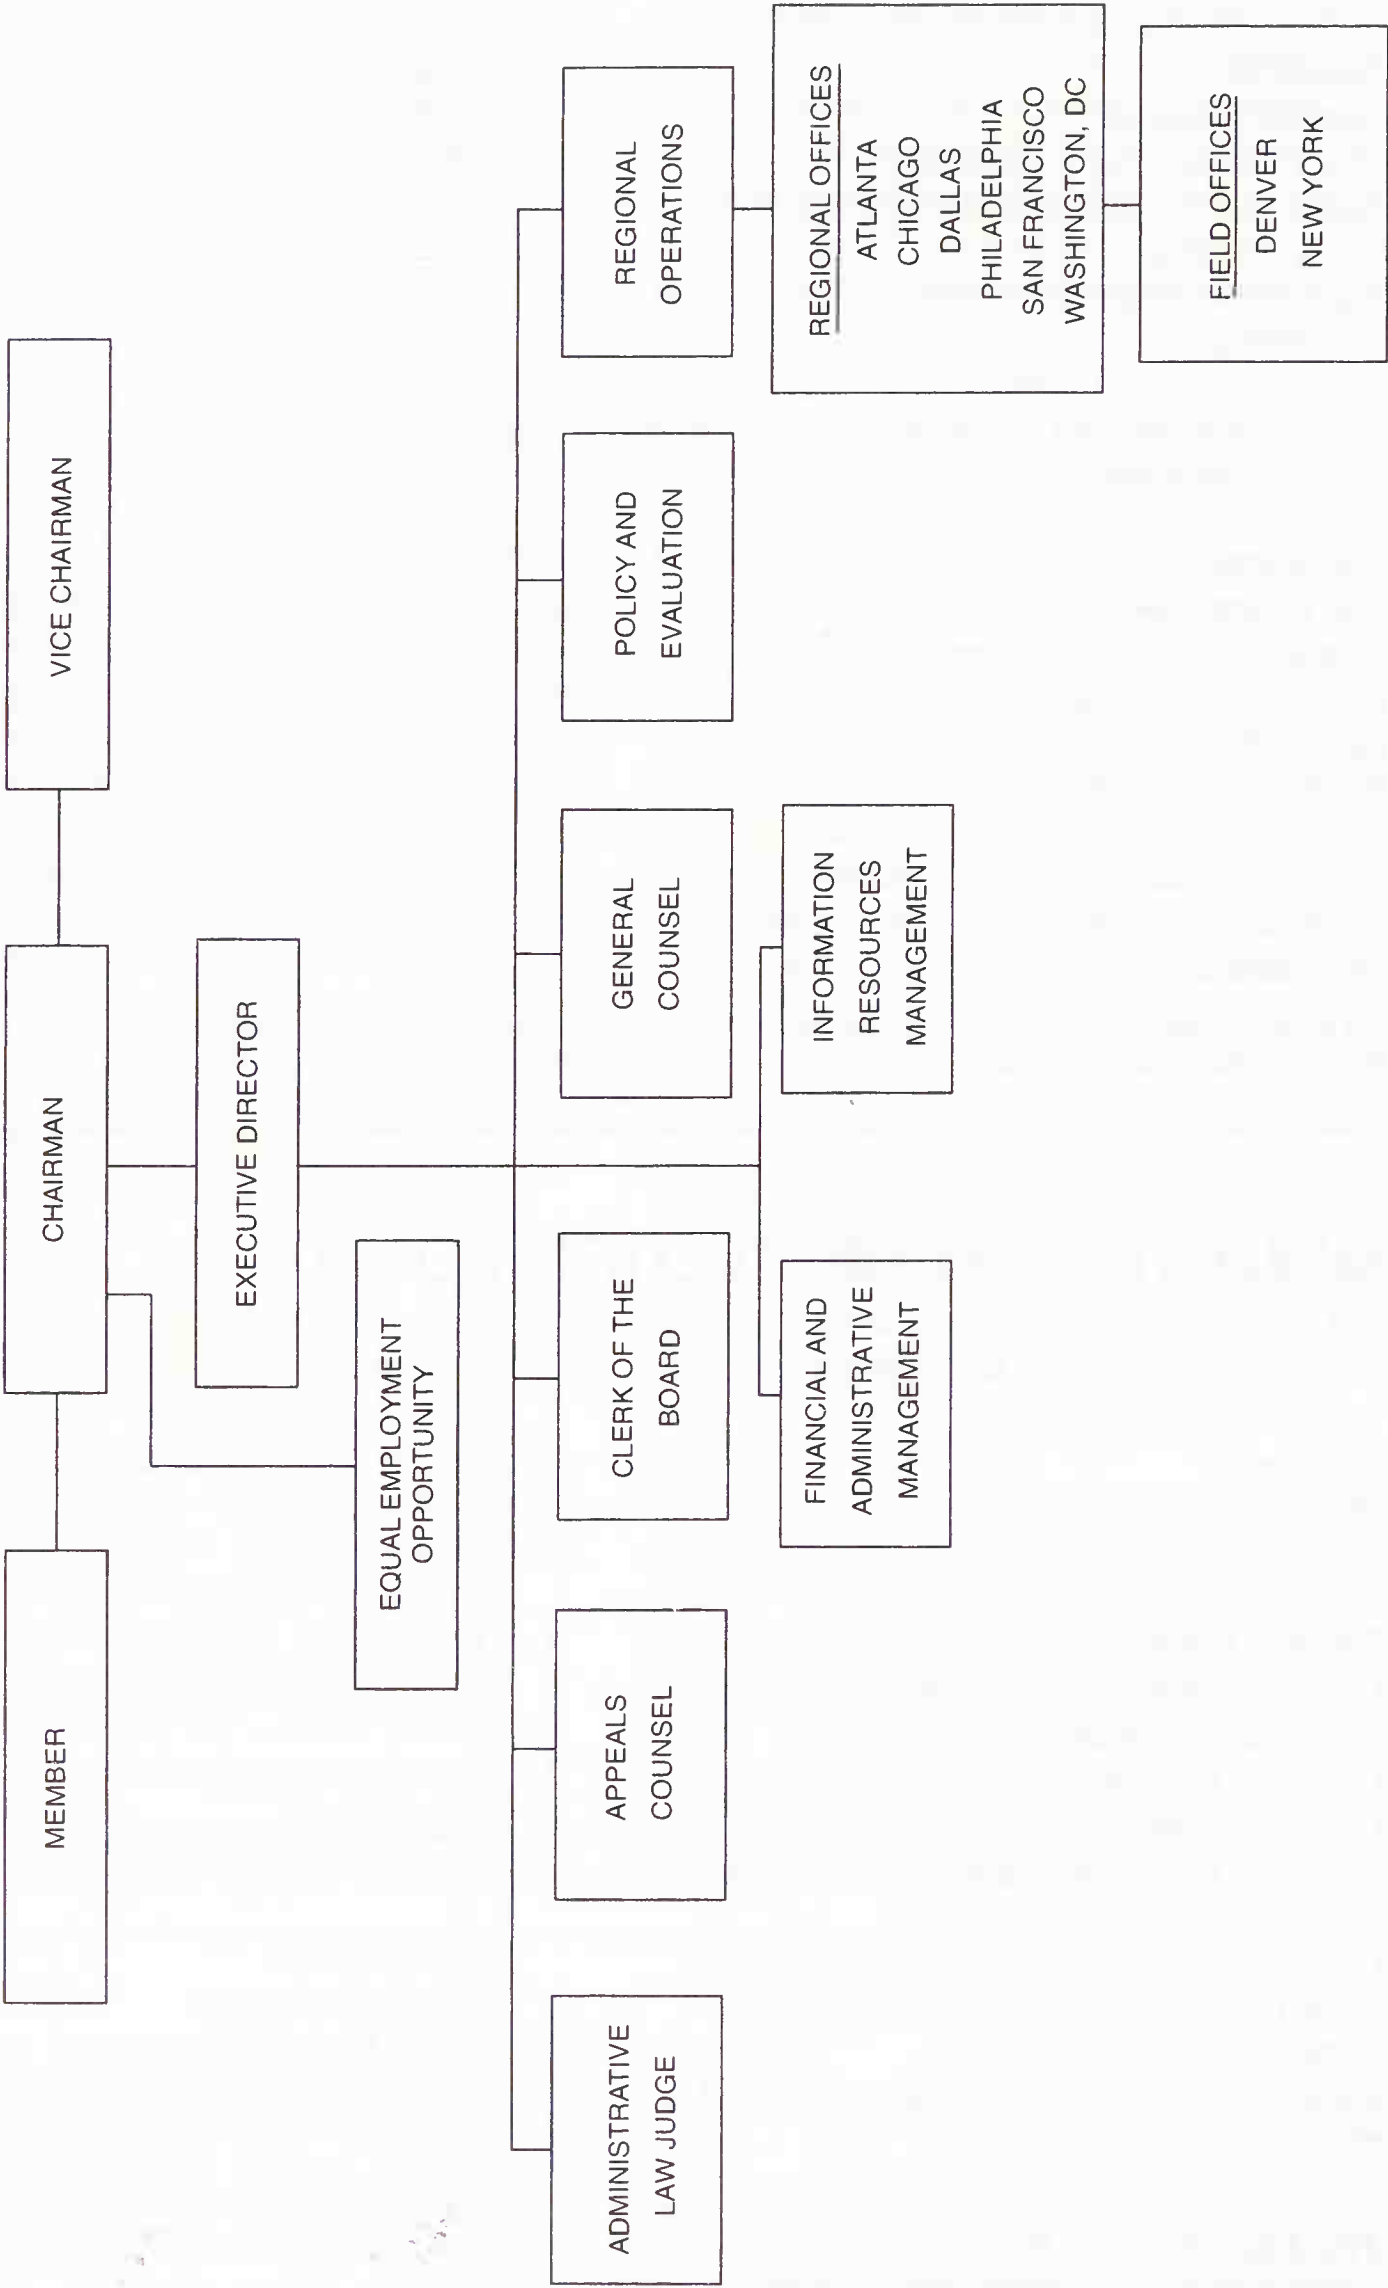 MEMBER
CHAIRMAN
VICE CHAIRMAN
EXECUTIVE DIRECTOR
EQUAL EMPLOYMENT
OPPORTUNITY
ADMINISTRATIVE
LAW JUDGE
APPEALS
COUNSEL
CLERK OF THE
BOARD
GENERAL
COUNSEL
POLICY AND
EVALUATION
REGIONAL
OPERATIONS
FINANCIAL AND
ADMINISTRATIVE
MANAGEMENT
INFORMATION
RESOURCES
MANAGEMENT
REGIONAL OFFICES
ATLANTA
CHICAGO
DALLAS
PHILADELPHIA
SAN FRANCISCO
WASHINGTON, DC
FIELD OFFICES
DENVER
NEW YORK